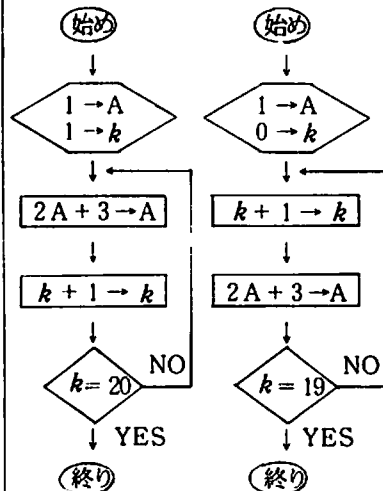 始め
1 → A
1 → k
2A + 3 → A
k + 1 → k
k = 20
NO
YES
終り
始め
1 → A
0 → k
k + 1 → k
2A + 3 → A
k = 19
NO
YES
終り